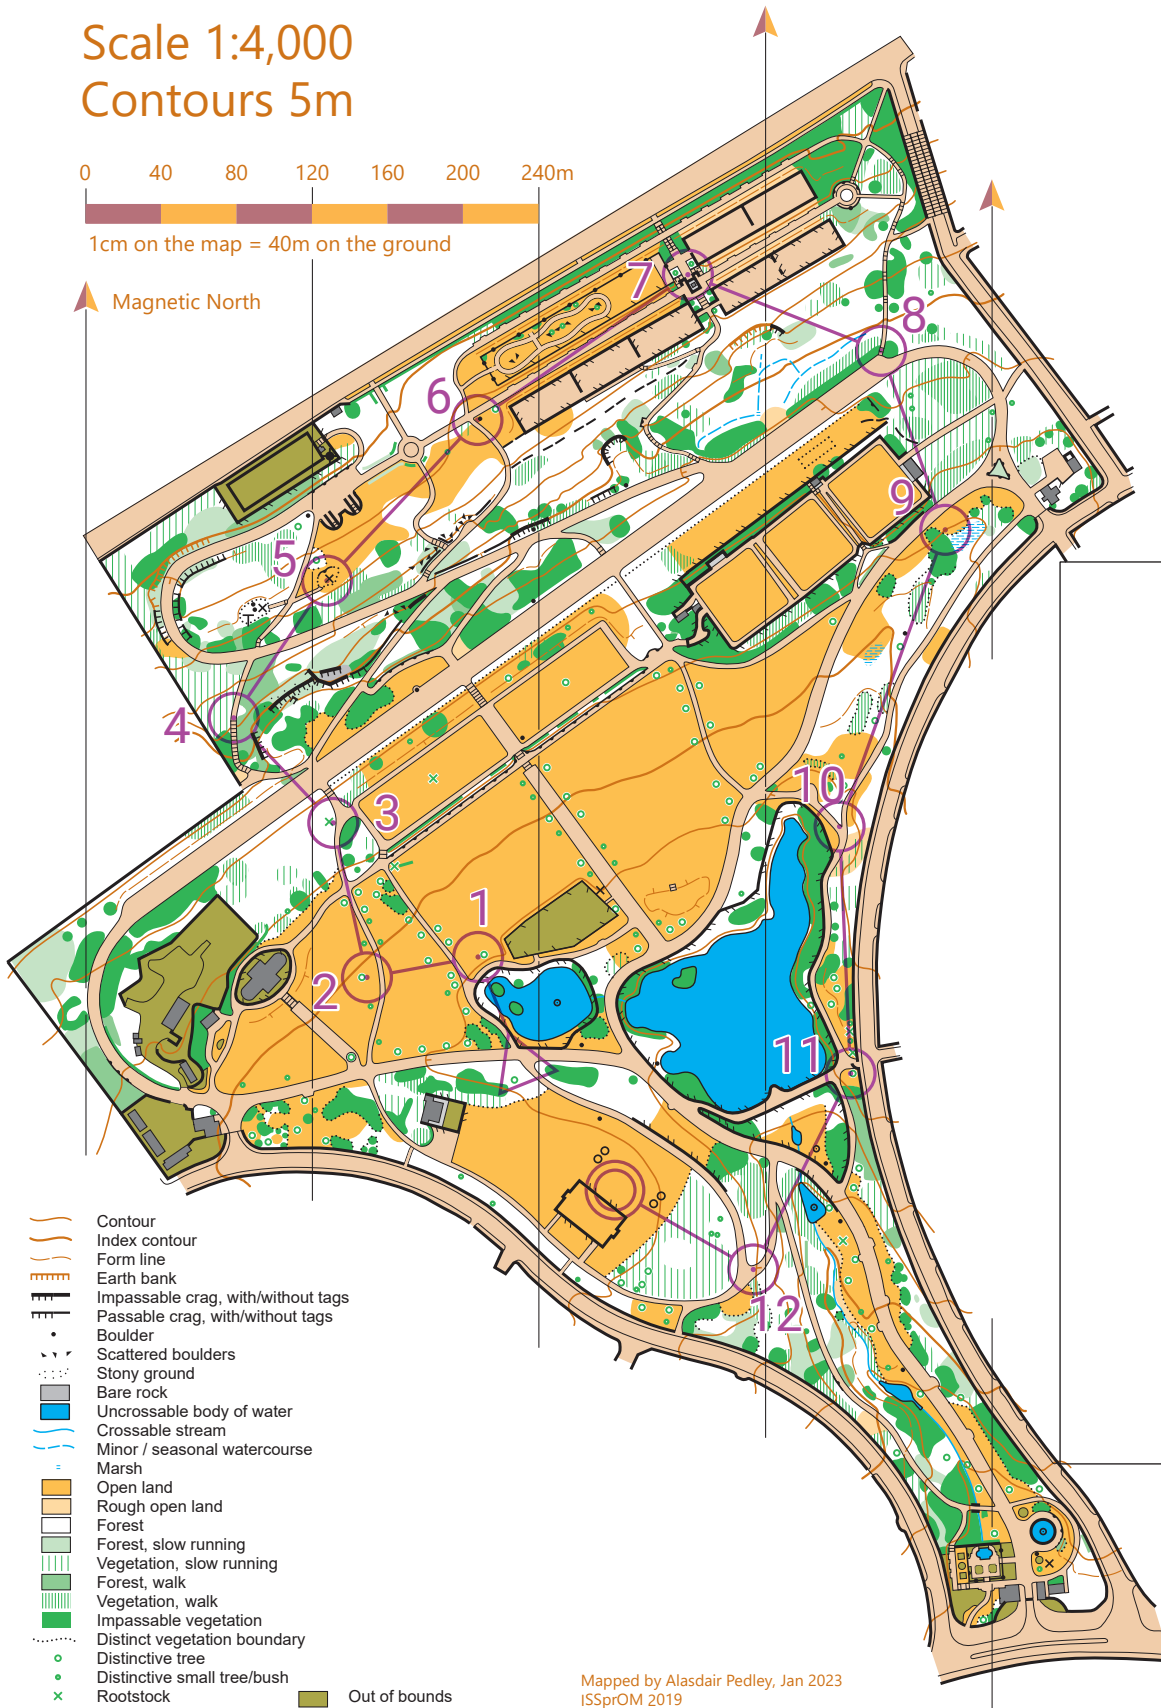 Scale 1:4,000
Contours 5m
0 40 80 120 160 200 240m
1cm on the map = 40m on the ground
Magnetic North
7
8
6
9
5
4
10
3
1
2
11
12
Contour
Index contour
Form line
Earth bank
Impassable crag, with/without tags
Passable crag, with/without tags
Boulder
Scattered boulders
Stony ground
Bare rock
Uncrossable body of water
Crossable stream
Minor / seasonal watercourse
Marsh
Open land
Rough open land
Forest
Forest, slow running
Vegetation, slow running
Forest, walk
Vegetation, walk
Impassable vegetation
Distinct vegetation boundary
Distinctive tree
Distinctive small tree/bush
Rootstock
Out of bounds
Mapped by Alasdair Pedley, Jan 2023
ISSprOM 2019